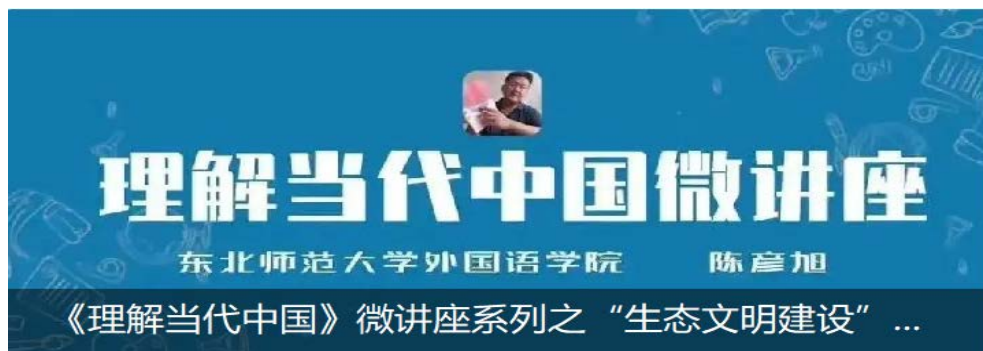 理解当代中国微讲座
东北师范大学外国语学院 陈彦旭
《理解当代中国》微讲座系列之“生态文明建设”...